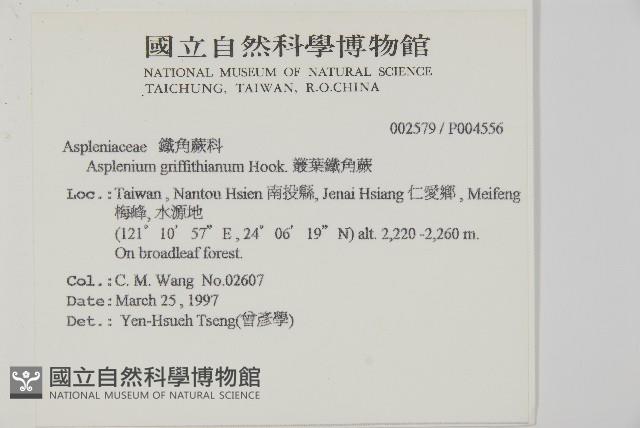 國立自然科學博物館
NATIONAL MUSEUM OF NATURAL SCIENCE
TAICHUNG, TAIWAN, R.O.CHINA
002579 / P004556
Aspleniaceae 鐵角蕨科
Asplenium griffithianum Hook. 叢葉鐵角蕨
Loc.: Taiwan , Nantou Hsien 南投縣, Jenai Hsiang 仁愛鄉 , Meifeng
梅峰, 水源地
(121° 10′ 57″ E , 24° 06′ 19″ N) alt. 2,220 -2,260 m.
On broadleaf forest.
Col.: C. M. Wang No.02607
Date: March 25 , 1997
Det.: Yen-Hsueh Tseng(曾彥學)
國立自然科學博物館
NATIONAL MUSEUM OF NATURAL SCIENCE